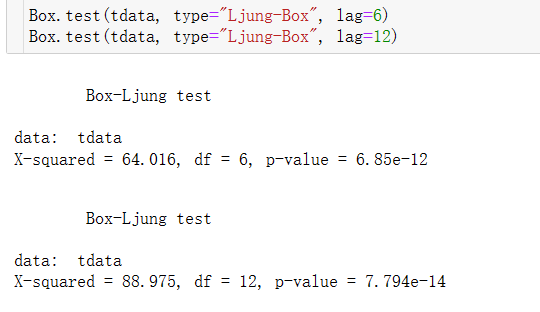 Box.test(tdata, type="Ljung-Box", lag=6)
Box.test(tdata, type="Ljung-Box", lag=12)
Box-Ljung test
data:  tdata
X-squared = 64.016, df = 6, p-value = 6.85e-12
Box-Ljung test
data:  tdata
X-squared = 88.975, df = 12, p-value = 7.794e-14